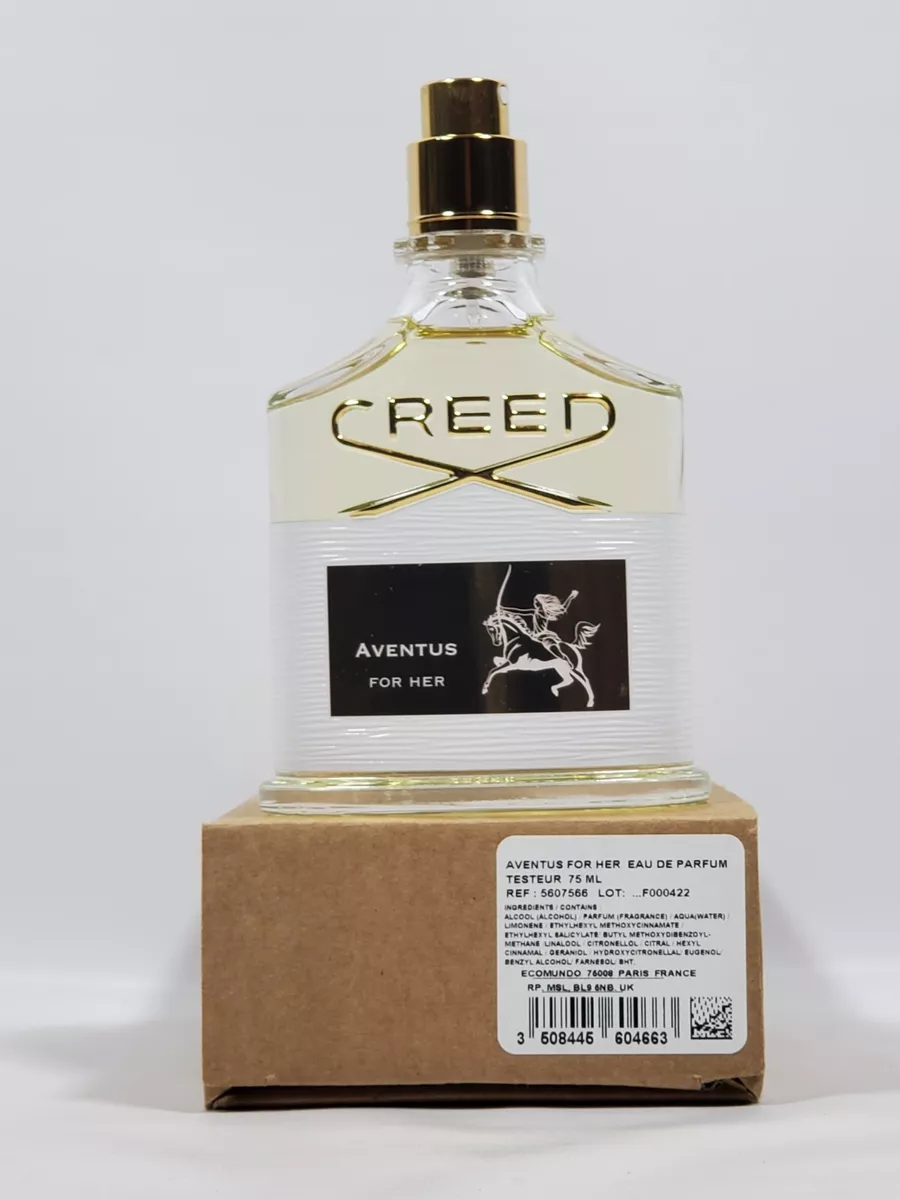 CREED
AVENTUS
FOR HER
AVENTUS FOR HER EAU DE PARFUM
TESTEUR 75 ML
REF : 5607566 LOT: ...F000422
INGREDIENTS / CONTAINS
ALCOOL (ALCOHOL) / PARFUM (FRAGRANCE) / AQUA(WATER) /
LIMONENE / ETHYLHEXYL METHOXYCINNAMATE /
ETHYLHEXYL SALICYLATE/ BUTYL METHOXYDIBENZOYL-
METHANE /LINALOOL / CITRONELLOL / CITRAL / HEXYL
CINNAMAL / GERANIOL / HYDROXYCITRONELLAL/ EUGENOL/
BENZYL ALCOHOL/ FARNESOL/ BHT.
ECOMUNDO 75008 PARIS FRANCE
RP. MSL, BL9 6NB. UK
3 508445 604663